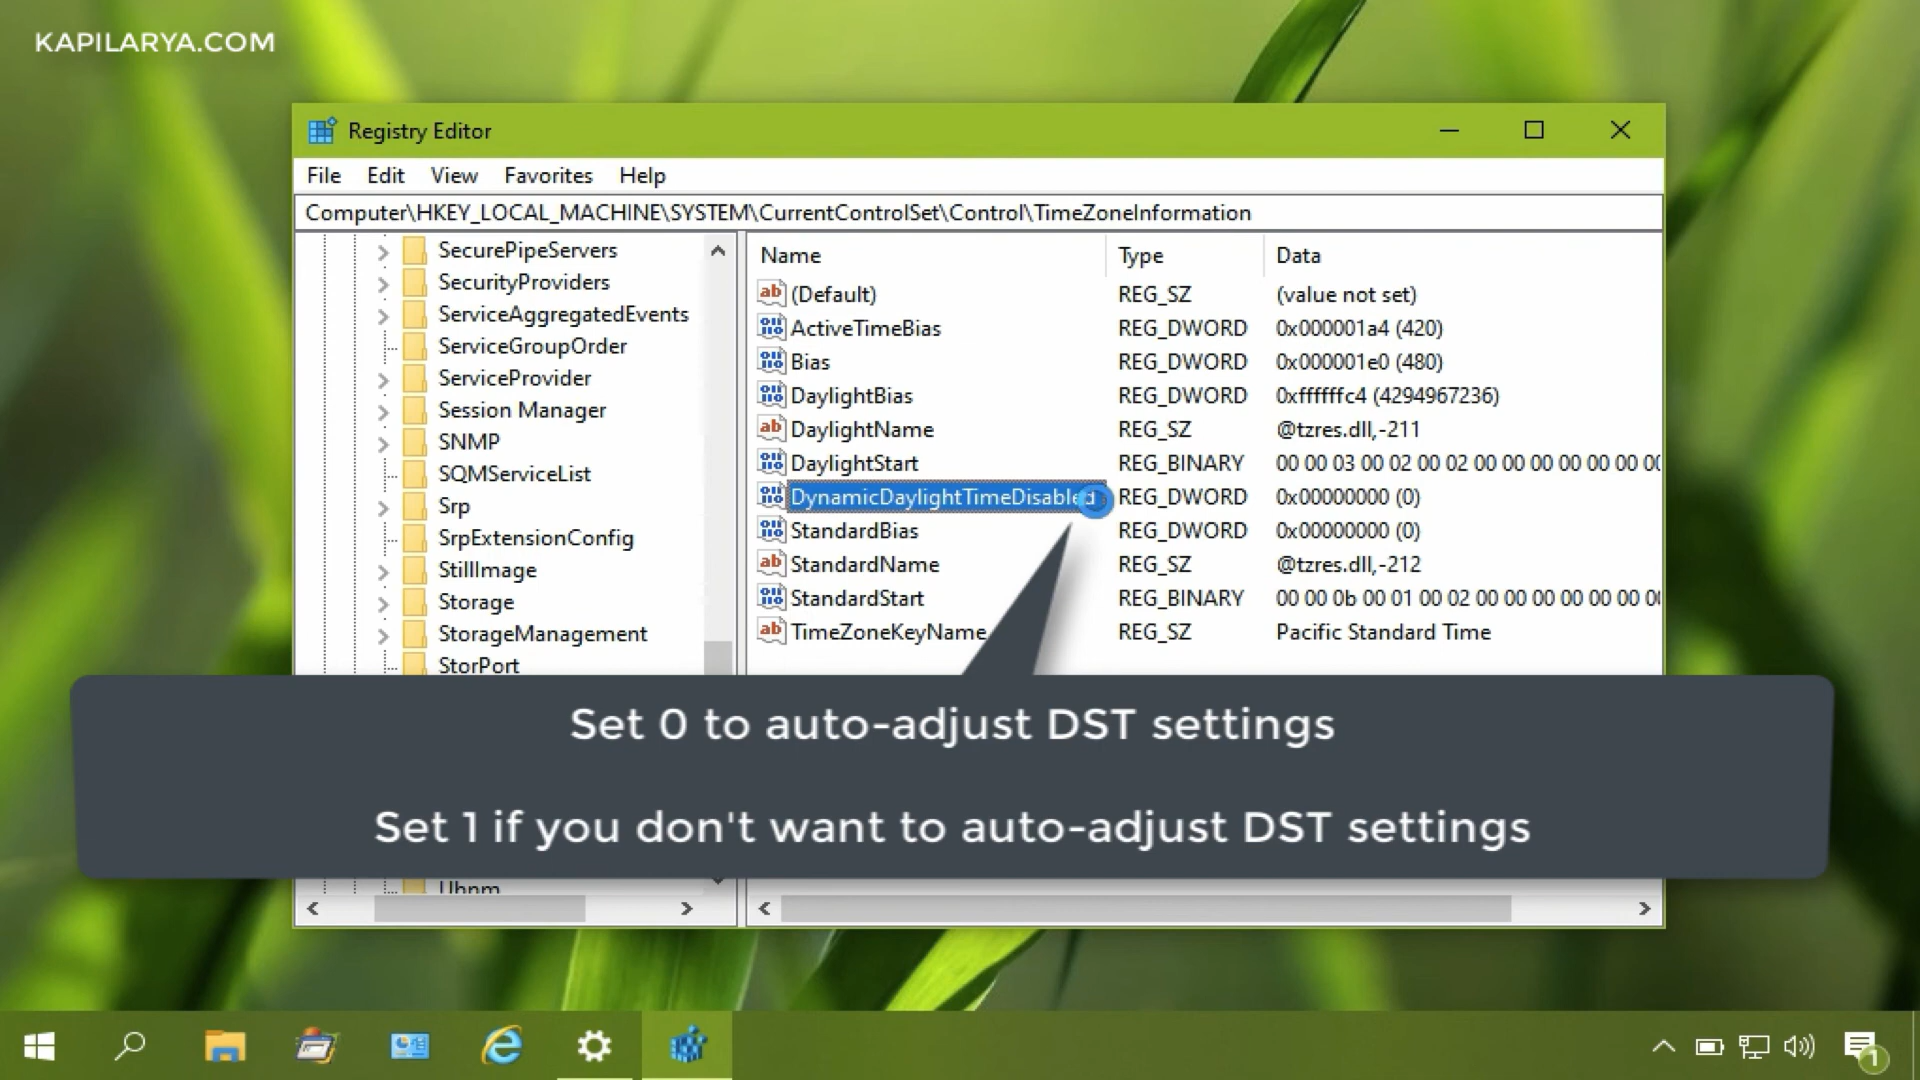 KAPILARYA.COM
Registry Editor
File Edit View Favorites Help
Computer\HKEY_LOCAL_MACHINE\SYSTEM\CurrentControlSet\Control\TimeZoneInformation
SecurePipeServers
SecurityProviders
ServiceAggregatedEvents
ServiceGroupOrder
ServiceProvider
Session Manager
SNMP
SQMServiceList
Srp
SrpExtensionConfig
StillImage
Storage
StorageManagement
StorPort
Name Type Data
(Default) REG_SZ (value not set)
ActiveTimeBias REG_DWORD 0x000001a4 (420)
Bias REG_DWORD 0x000001e0 (480)
DaylightBias REG_DWORD 0xffffffc4 (4294967236)
DaylightName REG_SZ @tzres.dll,-211
DaylightStart REG_BINARY 00 00 03 00 02 00 02 00 00 00 00 00 00 00
DynamicDaylightTimeDisabled REG_DWORD 0x00000000 (0)
StandardBias REG_DWORD 0x00000000 (0)
StandardName REG_SZ @tzres.dll,-212
StandardStart REG_BINARY 00 00 0b 00 01 00 02 00 00 00 00 00 00 00
TimeZoneKeyName REG_SZ Pacific Standard Time
Set 0 to auto-adjust DST settings
Set 1 if you don't want to auto-adjust DST settings
1